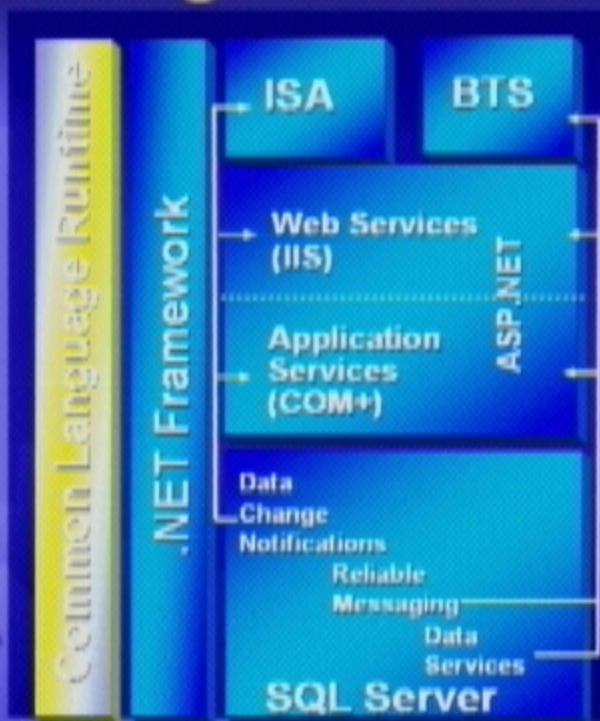 Common Language Runtime
.NET Framework
ISA
BTS
Web Services
(IIS)
ASP.NET
Application
Services
(COM+)
Data
Change
Notifications
Reliable
Messaging
Data
Services
SQL Server